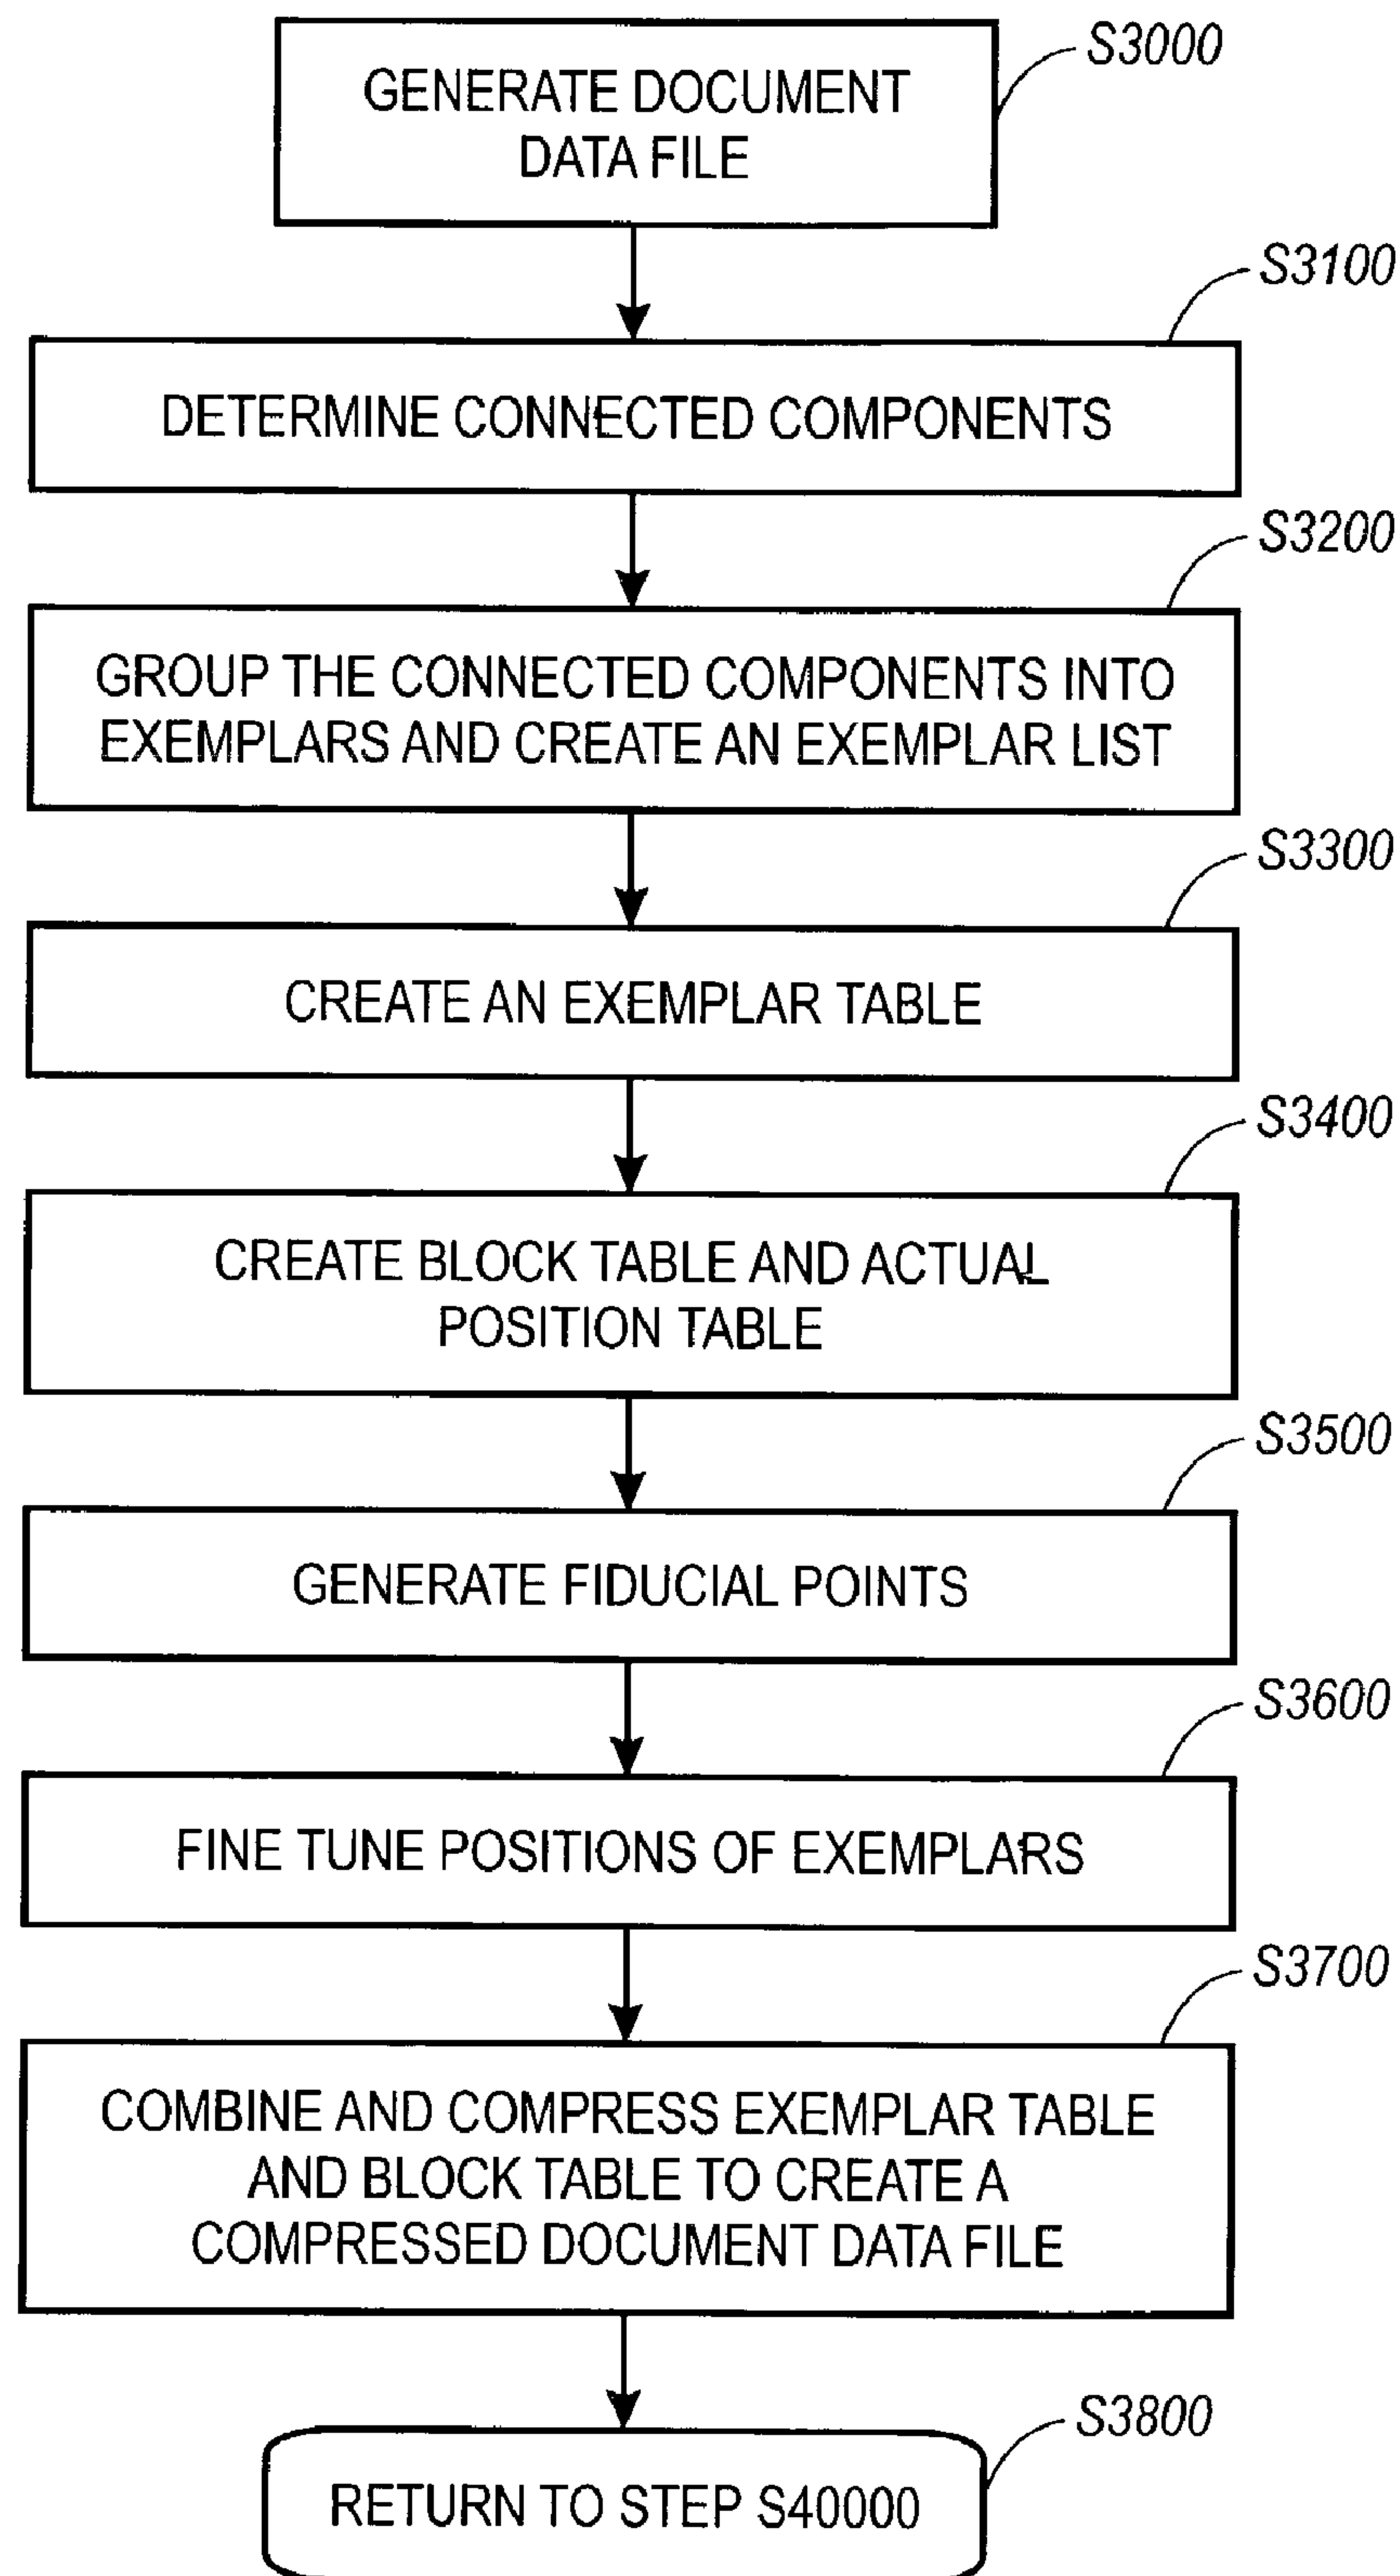 S3000
GENERATE DOCUMENT
DATA FILE
S3100
DETERMINE CONNECTED COMPONENTS
S3200
GROUP THE CONNECTED COMPONENTS INTO
EXEMPLARS AND CREATE AN EXEMPLAR LIST
S3300
CREATE AN EXEMPLAR TABLE
S3400
CREATE BLOCK TABLE AND ACTUAL
POSITION TABLE
S3500
GENERATE FIDUCIAL POINTS
S3600
FINE TUNE POSITIONS OF EXEMPLARS
S3700
COMBINE AND COMPRESS EXEMPLAR TABLE
AND BLOCK TABLE TO CREATE A
COMPRESSED DOCUMENT DATA FILE
S3800
RETURN TO STEP S40000